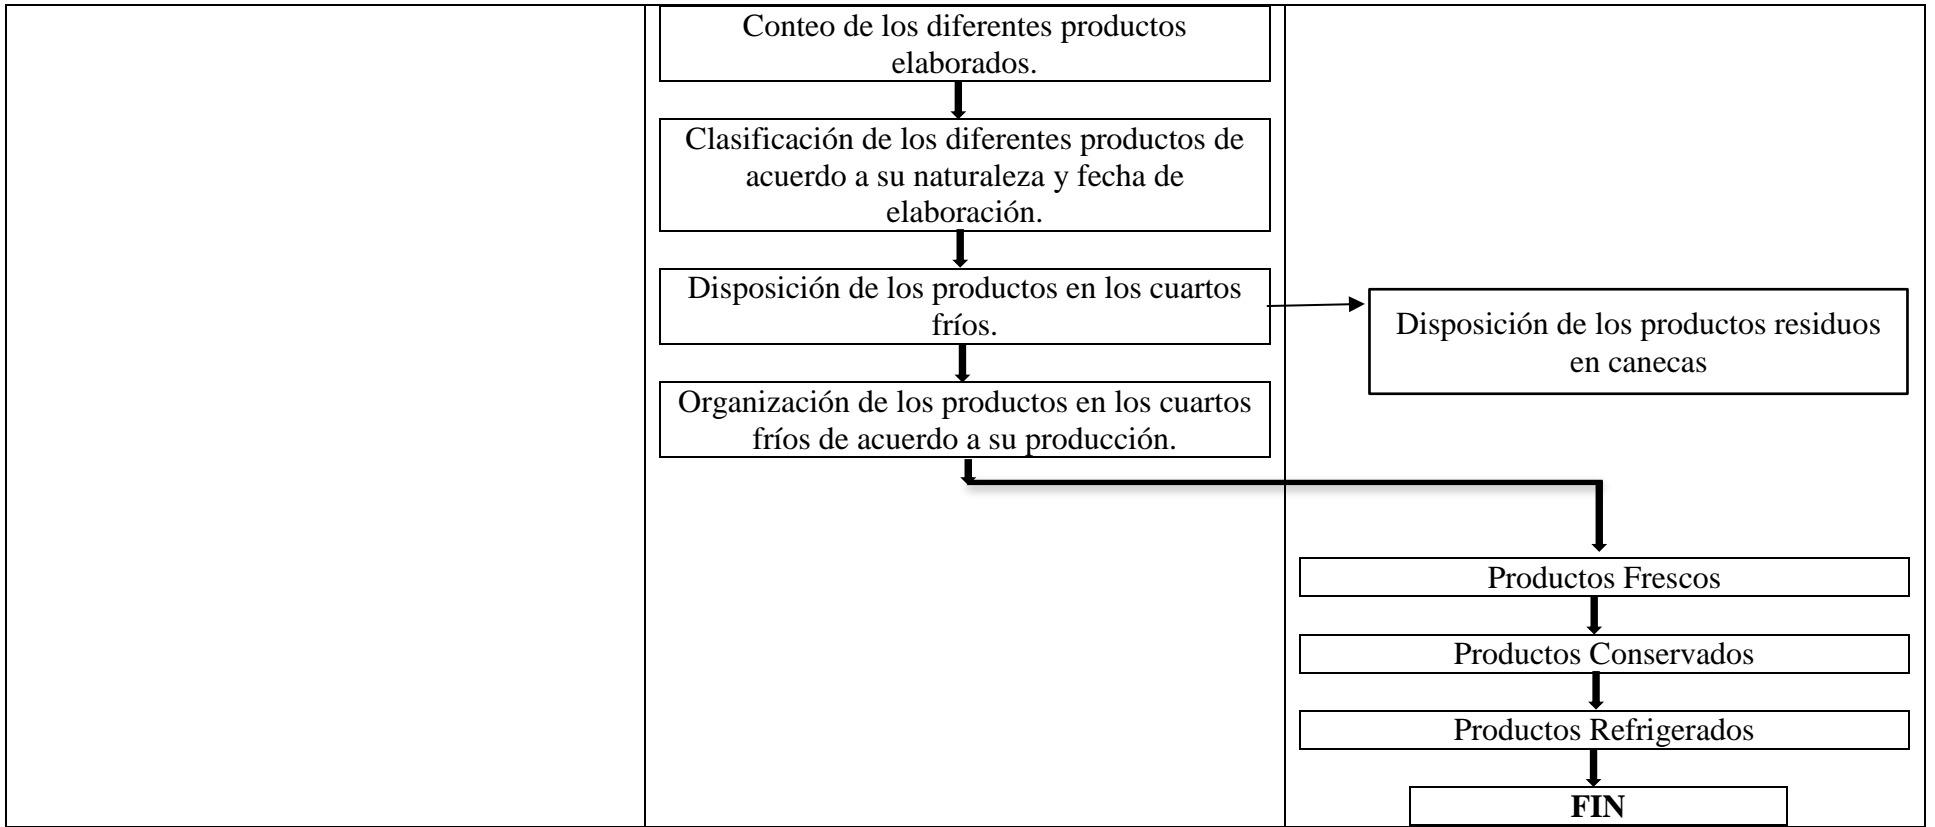 Conteo de los diferentes productos
elaborados.
Clasificación de los diferentes productos de
acuerdo a su naturaleza y fecha de
elaboración.
Disposición de los productos en los cuartos
fríos.
Disposición de los productos residuos
en canecas
Organización de los productos en los cuartos
fríos de acuerdo a su producción.
Productos Frescos
Productos Conservados
Productos Refrigerados
FIN